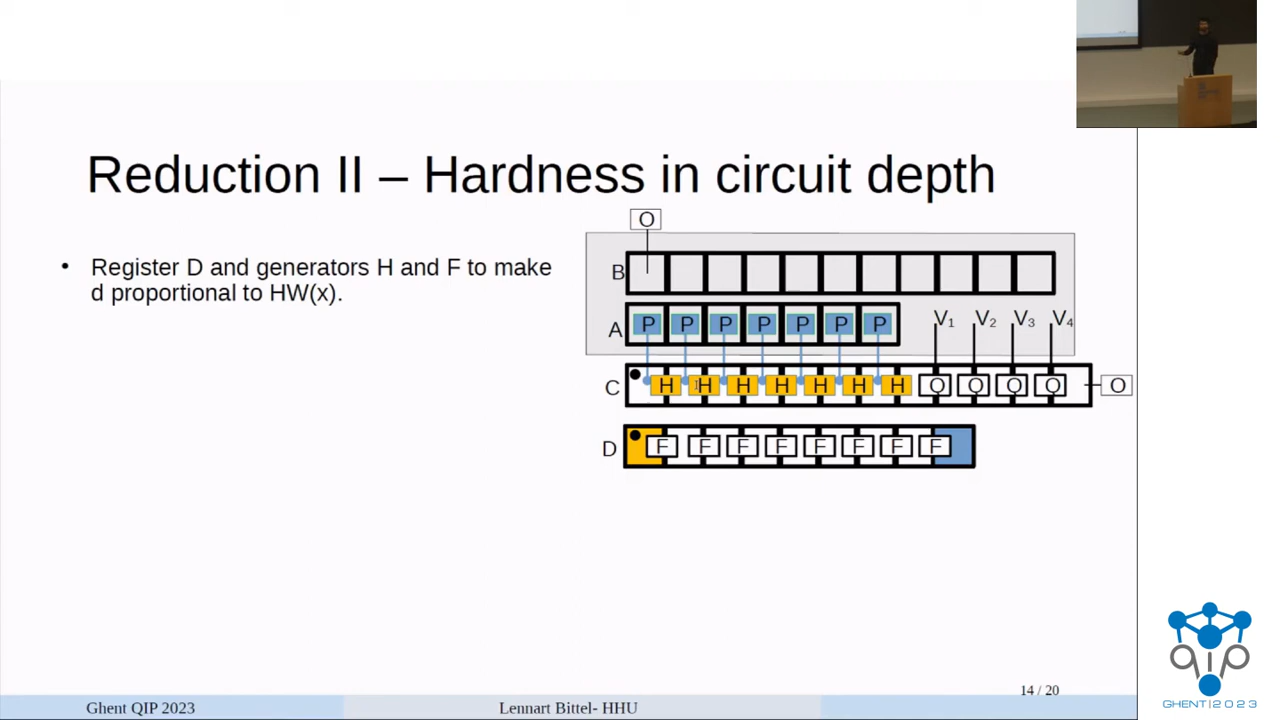 Reduction II – Hardness in circuit depth
• Register D and generators H and F to make
d proportional to HW(x).
O
B
A P P P P P P P V₁ V₂ V₃ V₄
C H H H H H H H Q Q Q Q O
D F F F F F F F F
14 / 20
Ghent QIP 2023 Lennart Bittel- HHU
qip
GHENT|2023